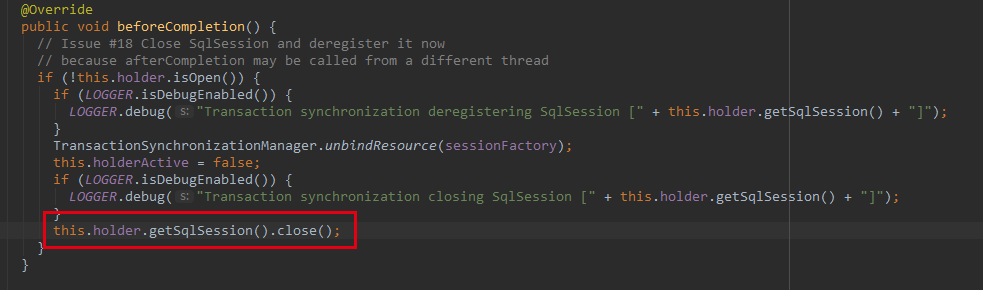 @Override
public void beforeCompletion() {
// Issue #18 Close SqlSession and deregister it now
// because afterCompletion may be called from a different thread
if (!this.holder.isOpen()) {
if (LOGGER.isDebugEnabled()) {
LOGGER.debug( s: "Transaction synchronization deregistering SqlSession [" + this.holder.getSqlSession() + "]");
}
TransactionSynchronizationManager.unbindResource(sessionFactory);
this.holderActive = false;
if (LOGGER.isDebugEnabled()) {
LOGGER.debug( s: "Transaction synchronization closing SqlSession [" + this.holder.getSqlSession() + "]");
}
this.holder.getSqlSession().close();
}
}